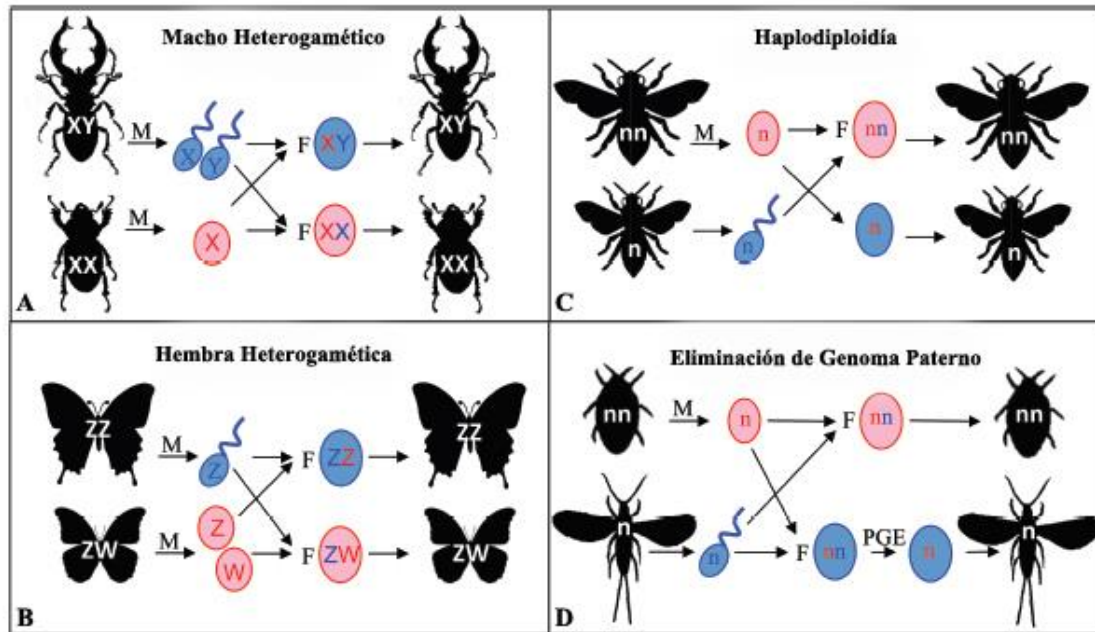 Macho Heterogamético
XY
M
X Y
F XY
XY
XX
M
X
F XX
XX
A
Hembra Heterogamética
ZZ
M
Z
F ZZ
ZZ
ZW
M
Z
W
F ZW
ZW
B
Haplodiploidía
nn
M
n
F nn
nn
n
n
n
n
C
Eliminación de Genoma Paterno
nn
M
n
F nn
nn
n
n
F nn
PGE
n
n
D